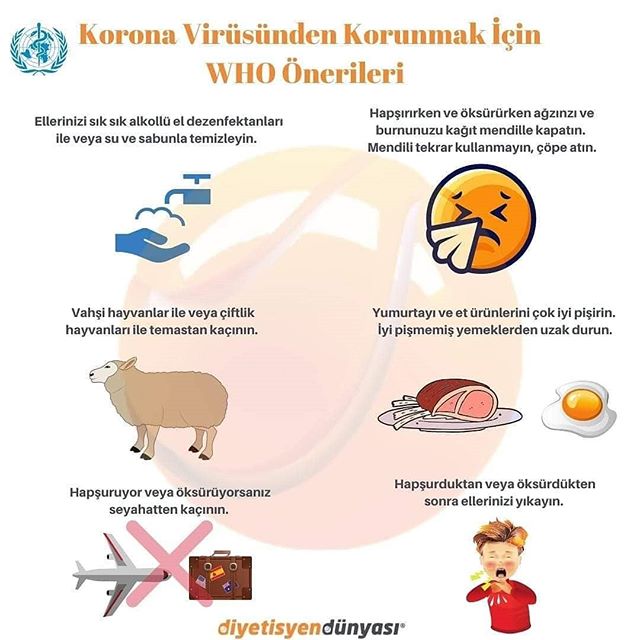 Korona Virüsünden Korunmak İçin
WHO Önerileri
Ellerinizi sık sık alkollü el dezenfektanları
ile veya su ve sabunla temizleyin.
Hapşırırken ve öksürürken ağzınzı ve
burnunuzu kağıt mendille kapatın.
Mendili tekrar kullanmayın, çöpe atın.
Vahşi hayvanlar ile veya çiftlik
hayvanları ile temastan kaçının.
Yumurtayı ve et ürünlerini çok iyi pişirin.
İyi pişmemiş yemeklerden uzak durun.
Hapşuruyor veya öksürüyorsanız
seyahatten kaçının.
Hapşurduktan veya öksürdükten
sonra ellerinizi yıkayın.
diyetisyendünyası®